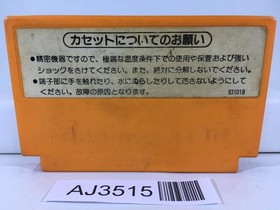 カセットについてのお願い
●精密機器ですので、極端な温度条件下での使用や保管および強い
ショックをさけてください。また、絶対に分解しないでください。
●端子部に手を触れたり、水にぬらしたりして汚さないようにして
ください。故障の原因となります。
93101B
AJ3515